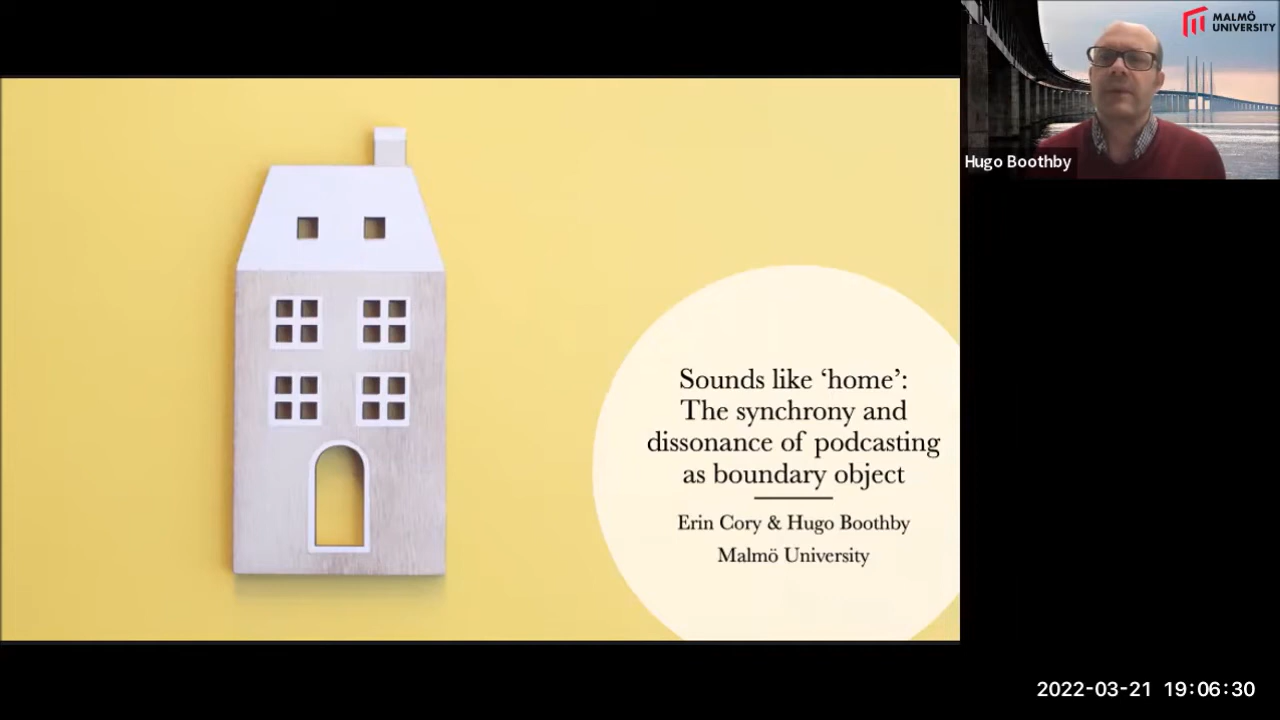 Sounds like ‘home’:
The synchrony and
dissonance of podcasting
as boundary object
Erin Cory & Hugo Boothby
Malmö University
MALMÖ
UNIVERSITY
Hugo Boothby
2022-03-21 19:06:30